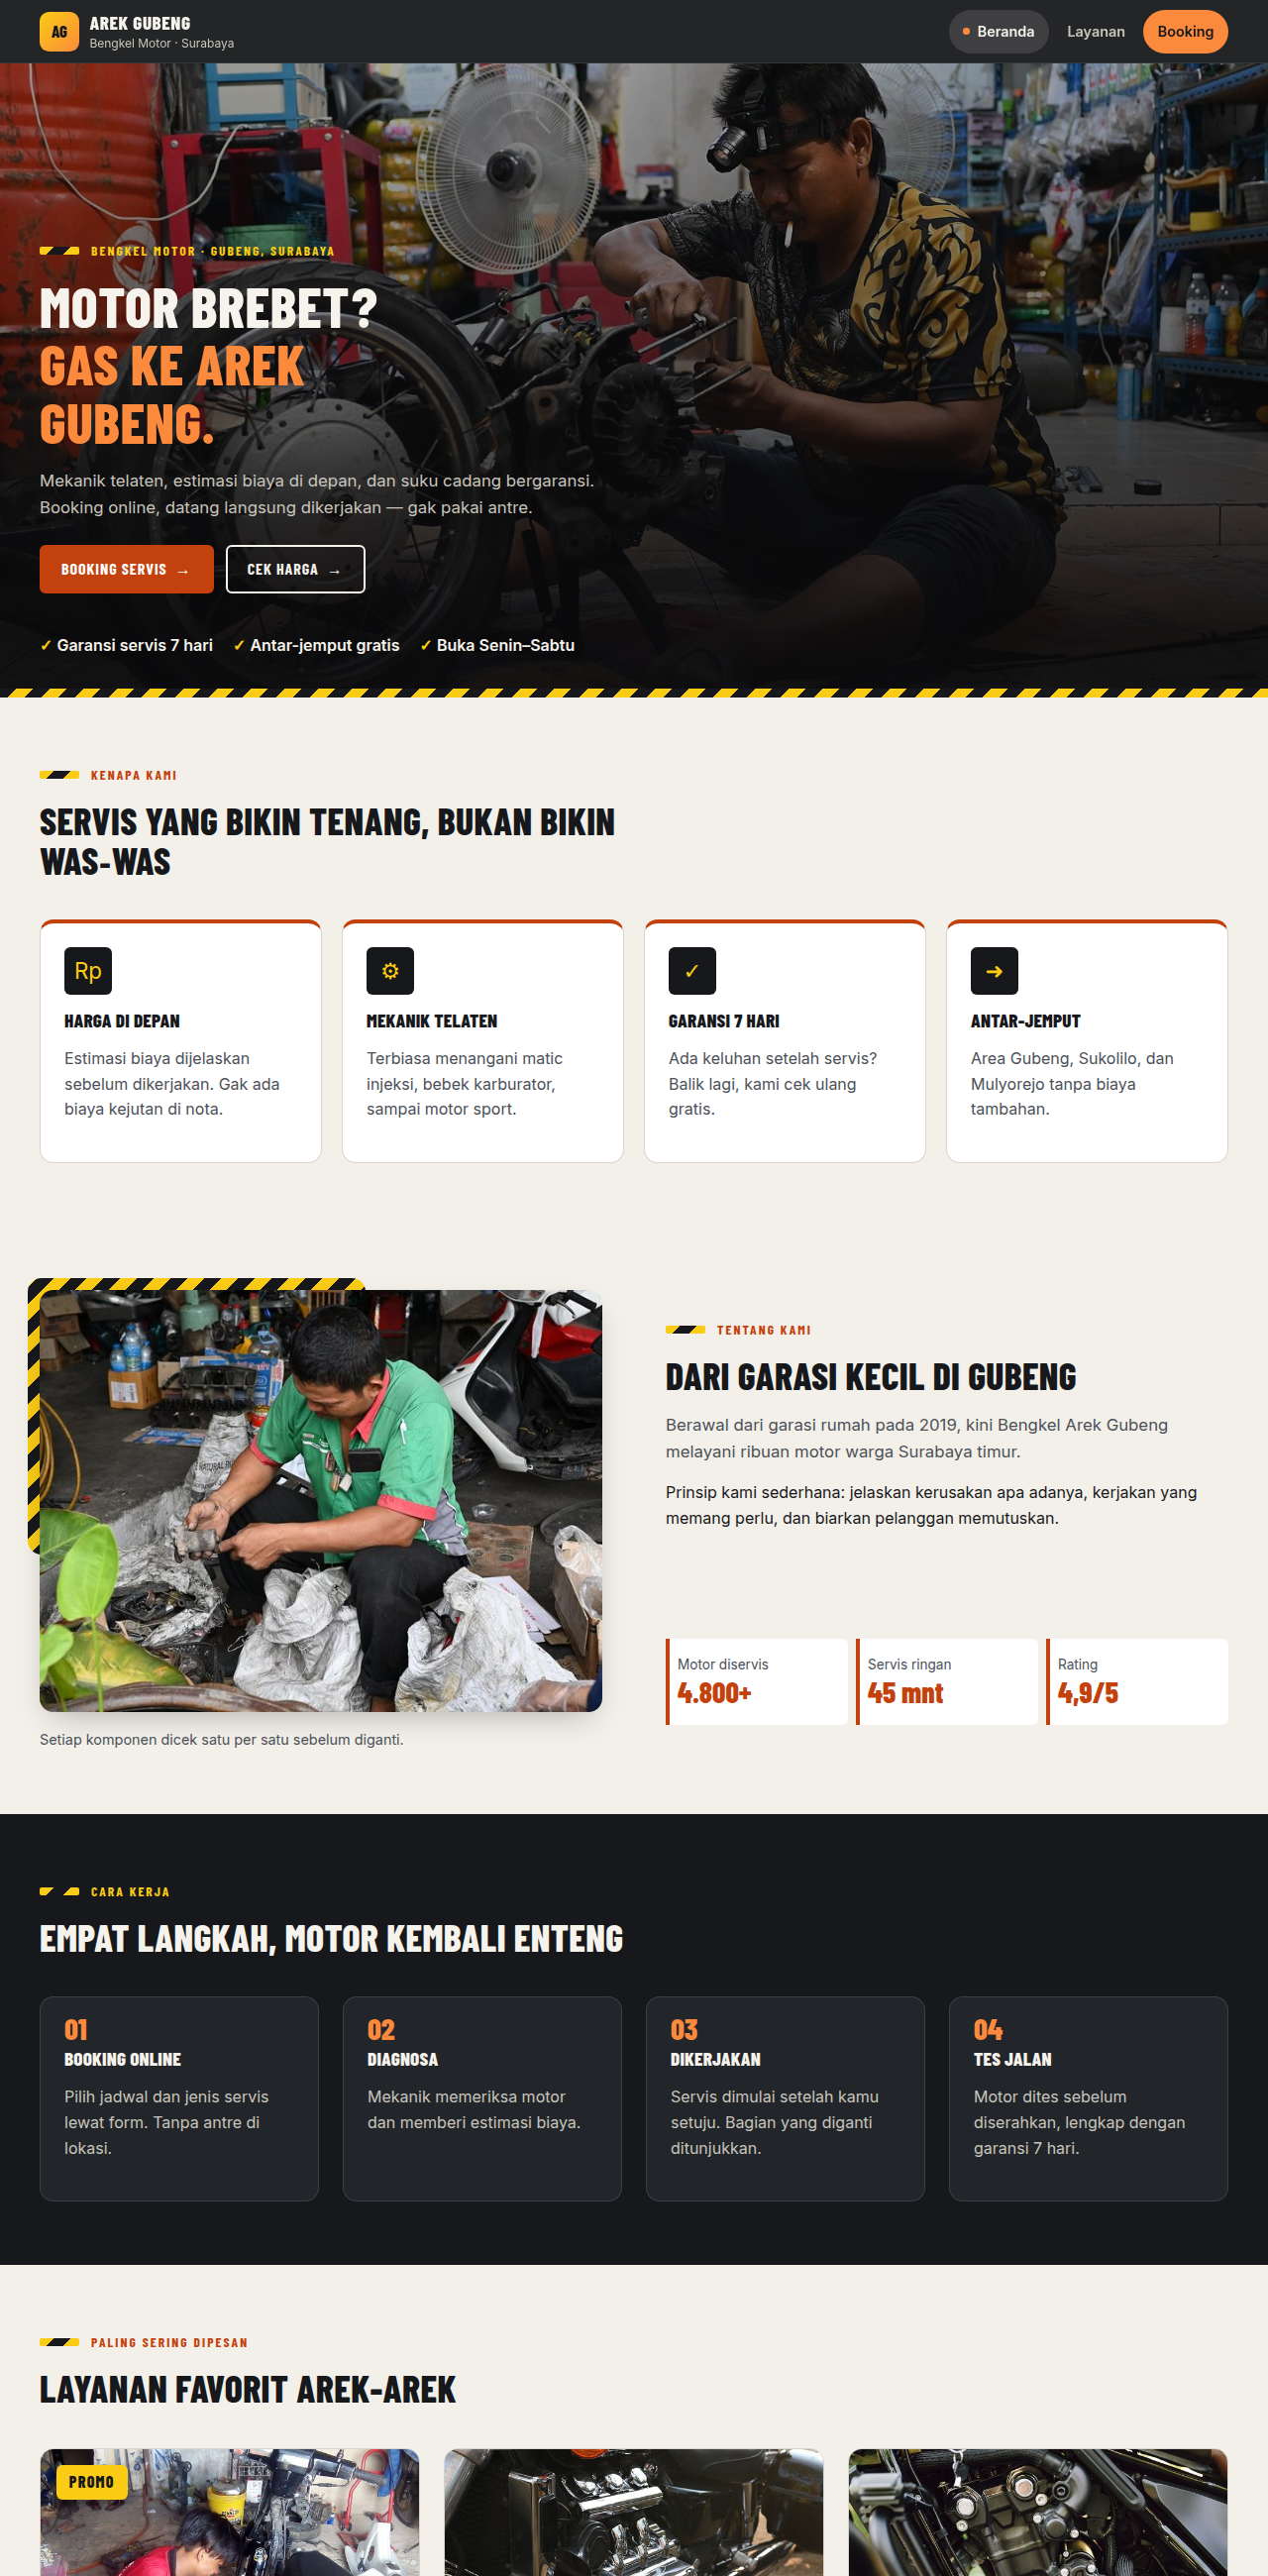 AG
AREK GUBENG
Bengkel Motor · Surabaya
Beranda
Layanan
Booking
BENGKEL MOTOR · GUBENG, SURABAYA
MOTOR BREBET?
GAS KE AREK
GUBENG.
Mekanik telaten, estimasi biaya di depan, dan suku cadang bergaransi.
Booking online, datang langsung dikerjakan — gak pakai antre.
BOOKING SERVIS →
CEK HARGA →
✓ Garansi servis 7 hari
✓ Antar-jemput gratis
✓ Buka Senin–Sabtu
KENAPA KAMI
SERVIS YANG BIKIN TENANG, BUKAN BIKIN
WAS-WAS
Rp
HARGA DI DEPAN
Estimasi biaya dijelaskan
sebelum dikerjakan. Gak ada
biaya kejutan di nota.
⚙
MEKANIK TELATEN
Terbiasa menangani matic
injeksi, bebek karburator,
sampai motor sport.
✓
GARANSI 7 HARI
Ada keluhan setelah servis?
Balik lagi, kami cek ulang
gratis.
➜
ANTAR-JEMPUT
Area Gubeng, Sukolilo, dan
Mulyorejo tanpa biaya
tambahan.
Setiap komponen dicek satu per satu sebelum diganti.
TENTANG KAMI
DARI GARASI KECIL DI GUBENG
Berawal dari garasi rumah pada 2019, kini Bengkel Arek Gubeng
melayani ribuan motor warga Surabaya timur.
Prinsip kami sederhana: jelaskan kerusakan apa adanya, kerjakan yang
memang perlu, dan biarkan pelanggan memutuskan.
Motor diservis
4.800+
Servis ringan
45 mnt
Rating
4,9/5
CARA KERJA
EMPAT LANGKAH, MOTOR KEMBALI ENTENG
01
BOOKING ONLINE
Pilih jadwal dan jenis servis
lewat form. Tanpa antre di
lokasi.
02
DIAGNOSA
Mekanik memeriksa motor
dan memberi estimasi biaya.
03
DIKERJAKAN
Servis dimulai setelah kamu
setuju. Bagian yang diganti
ditunjukkan.
04
TES JALAN
Motor dites sebelum
diserahkan, lengkap dengan
garansi 7 hari.
PALING SERING DIPESAN
LAYANAN FAVORIT AREK-AREK
PROMO